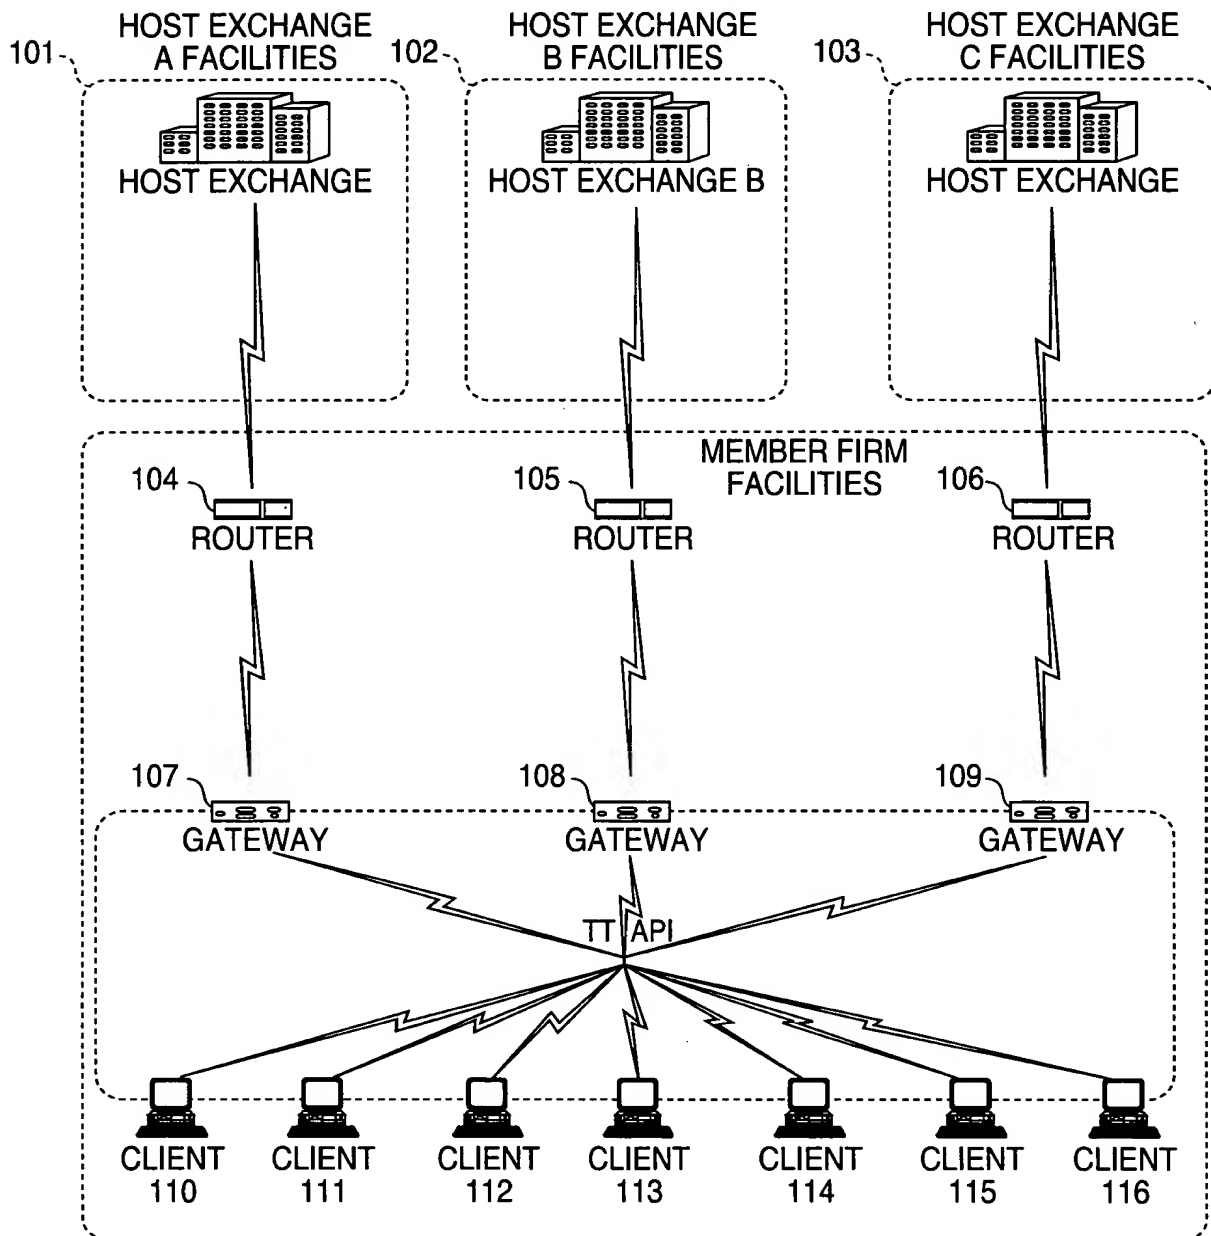 HOST EXCHANGE
A FACILITIES
101
HOST EXCHANGE
B FACILITIES
102
HOST EXCHANGE
C FACILITIES
103
HOST EXCHANGE
HOST EXCHANGE B
HOST EXCHANGE
MEMBER FIRM
FACILITIES
104
ROUTER
105
ROUTER
106
ROUTER
107
GATEWAY
108
GATEWAY
109
GATEWAY
TT API
CLIENT
110
CLIENT
111
CLIENT
112
CLIENT
113
CLIENT
114
CLIENT
115
CLIENT
116